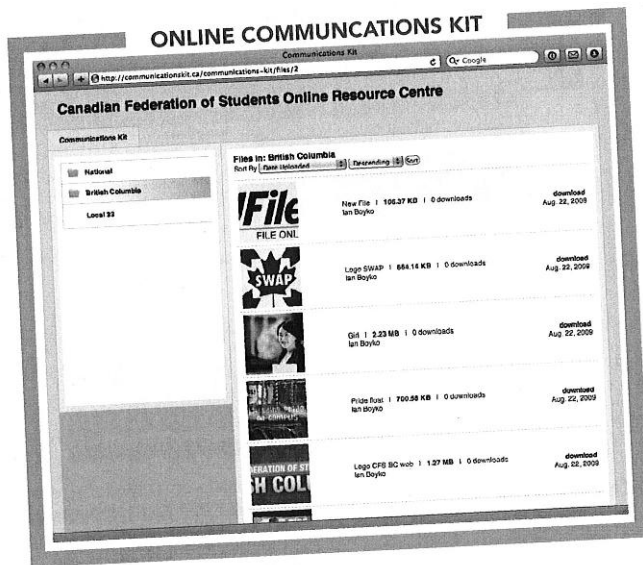 ONLINE COMMUNCATIONS KIT
Communications Kit
http://communicationskit.ca/communications-kit/files/2
Google
Canadian Federation of Students Online Resource Centre
Communications Kit
National
British Columbia
Local 33
Files in: British Columbia
Sort By Date Uploaded Descending Sort
File
FILE ONL
New File | 106.37 KB | 0 downloads
Ian Boyko
download
Aug. 22, 2009
SWAP
Logo SWAP | 664.14 KB | 0 downloads
Ian Boyko
download
Aug. 22, 2009
Girl | 2.23 MB | 0 downloads
Ian Boyko
download
Aug. 22, 2009
Pride float | 700.58 KB | 0 downloads
Ian Boyko
download
Aug. 22, 2009
DERATION OF ST
SH COLU
Logo CFS BC web | 1.27 MB | 0 downloads
Ian Boyko
download
Aug. 22, 2009